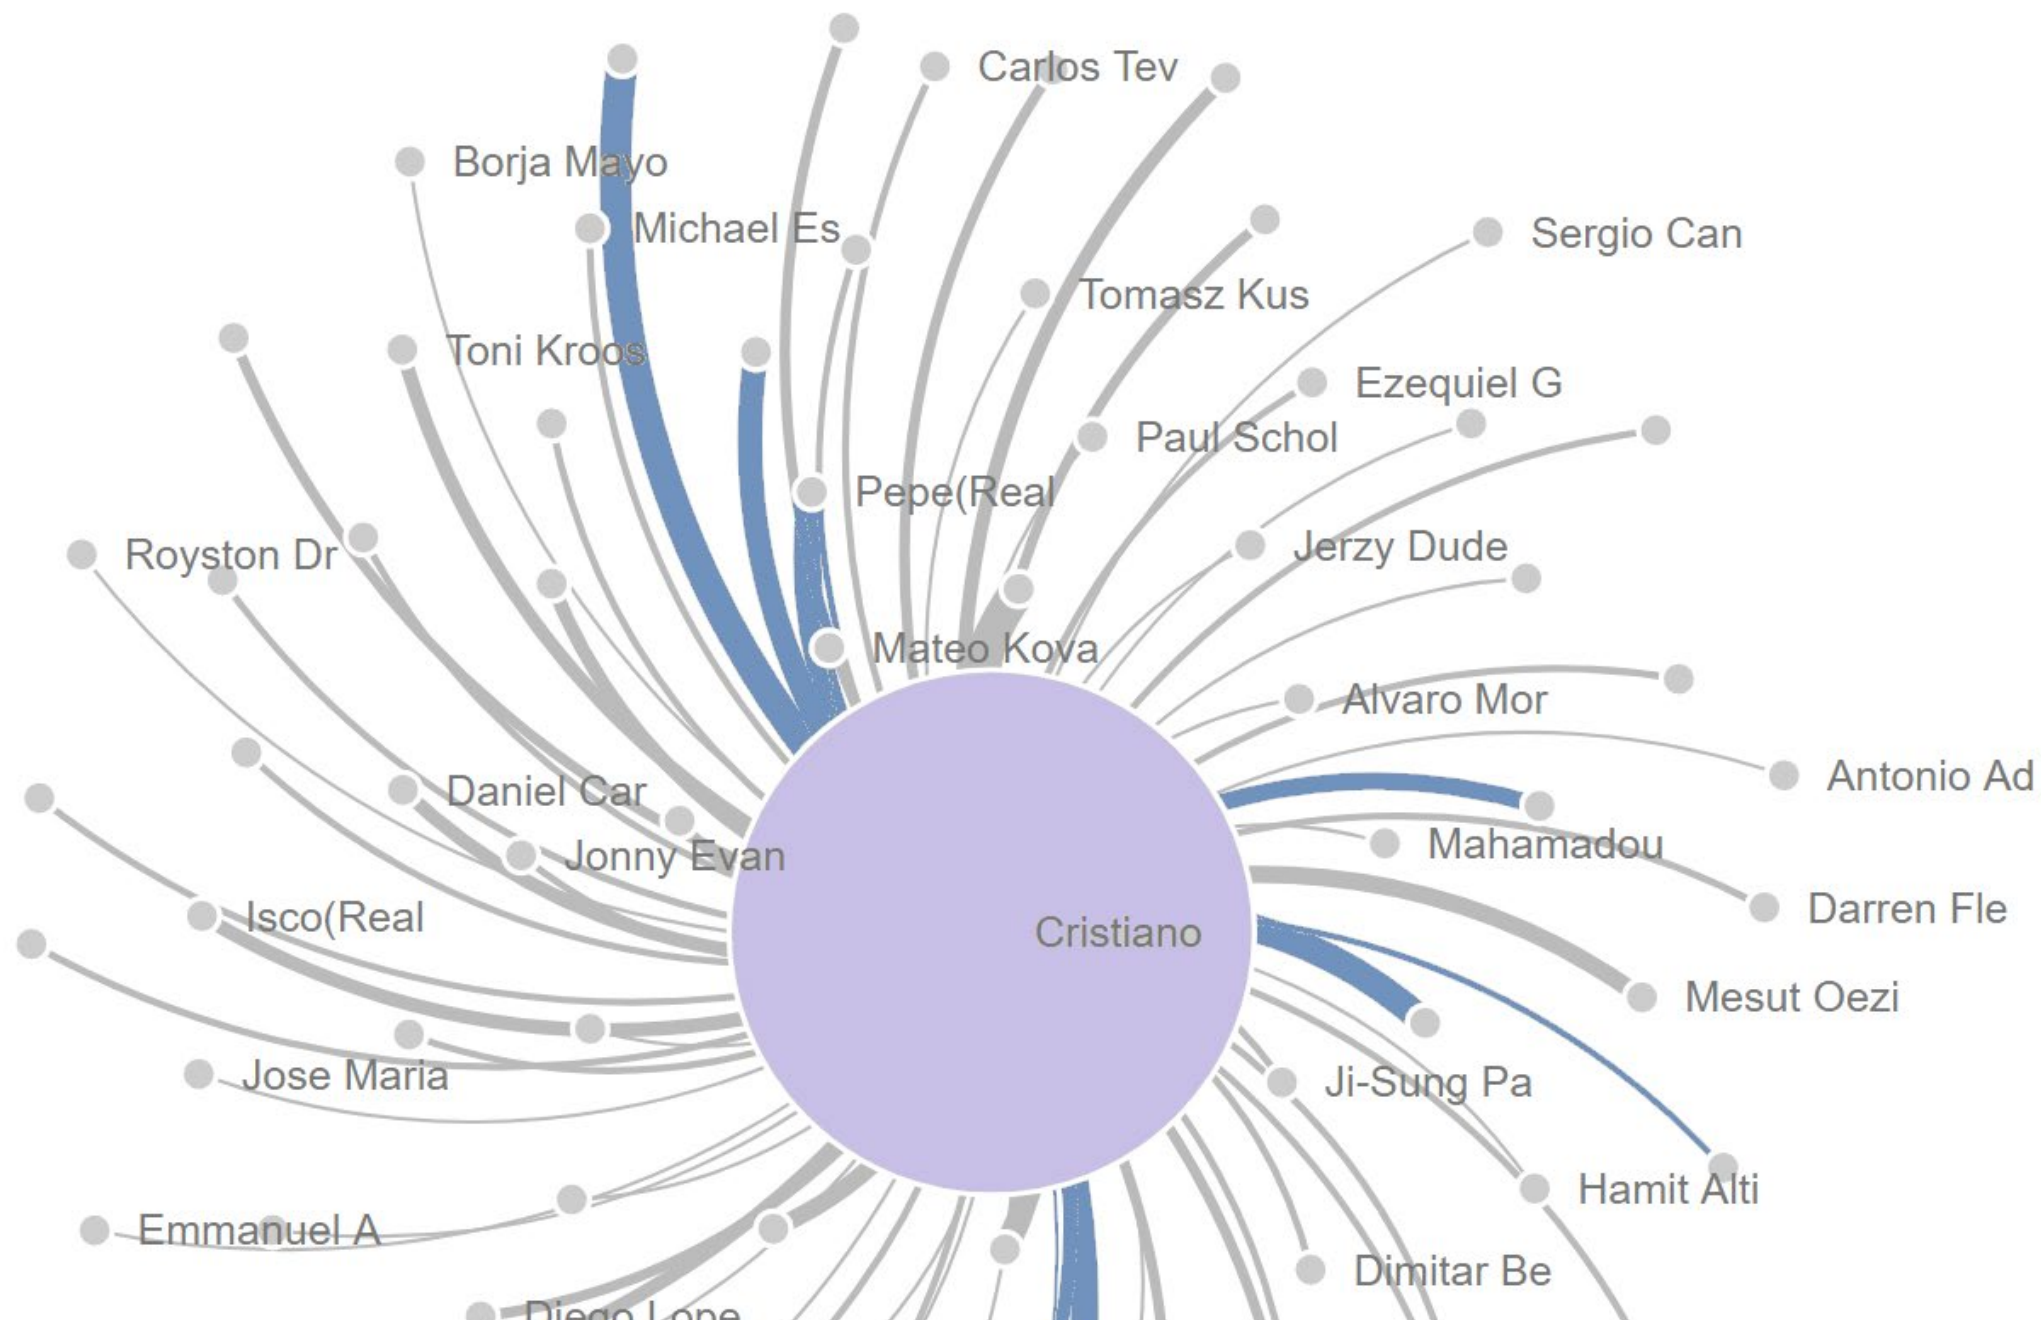 Carlos Tev
Borja Mayo
Michael Es
Sergio Can
Tomasz Kus
Toni Kroos
Ezequiel G
Paul Schol
Pepe(Real
Jerzy Dude
Royston Dr
Mateo Kova
Alvaro Mor
Antonio Ad
Daniel Car
Mahamadou
Jonny Evan
Darren Fle
Isco(Real
Cristiano
Mesut Oezi
Jose Maria
Ji-Sung Pa
Hamit Alti
Emmanuel A
Dimitar Be
Diego Lope